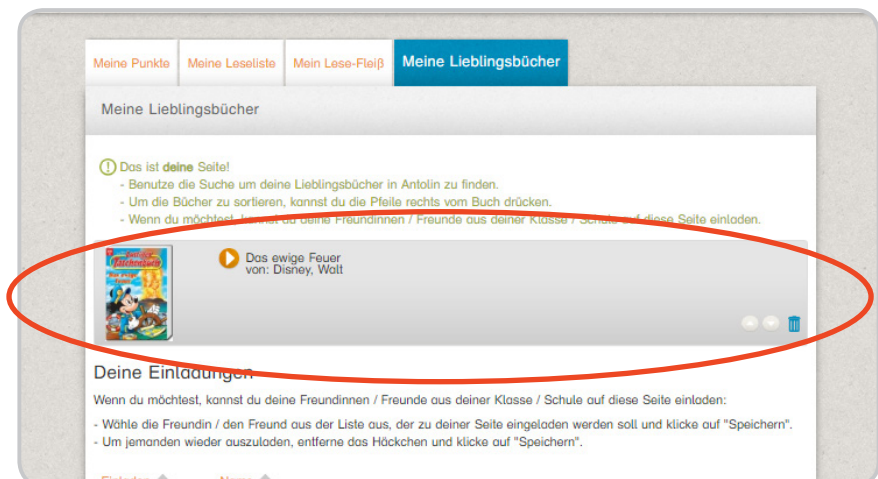 Meine Punkte
Meine Leseliste
Mein Lese-Fleiß
Meine Lieblingsbücher
Meine Lieblingsbücher
Das ist deine Seite!
- Benutze die Suche um deine Lieblingsbücher in Antolin zu finden.
- Um die Bücher zu sortieren, kannst du die Pfeile rechts vom Buch drücken.
- Wenn du möchtest, kannst du deine Freundinnen / Freunde aus deiner Klasse / Schule auf diese Seite einladen.
Das ewige Feuer
von: Disney, Walt
Deine Einladungen
Wenn du möchtest, kannst du deine Freundinnen / Freunde aus deiner Klasse / Schule auf diese Seite einladen:
- Wähle die Freundin / den Freund aus der Liste aus, der zu deiner Seite eingeladen werden soll und klicke auf "Speichern".
- Um jemanden wieder auszuladen, entferne das Häckchen und klicke auf "Speichern".